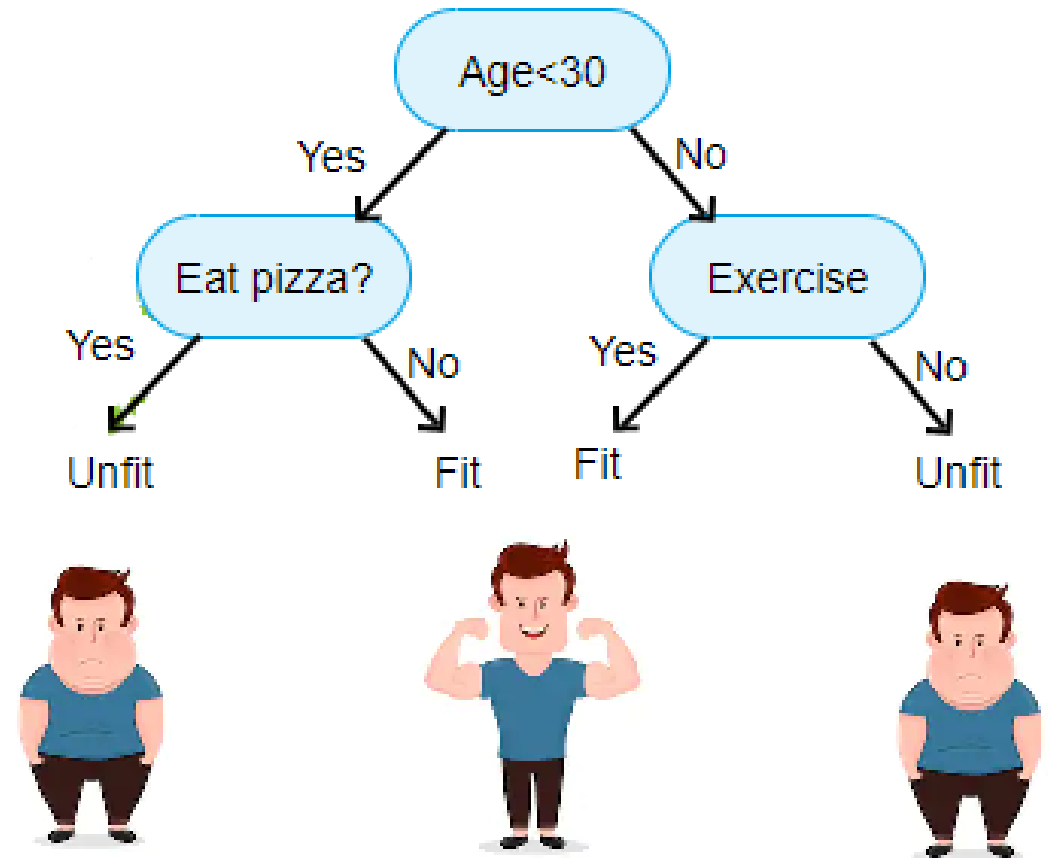 Age<30
Yes
No
Eat pizza?
Exercise
Yes
No
Yes
No
Unfit
Fit
Fit
Unfit